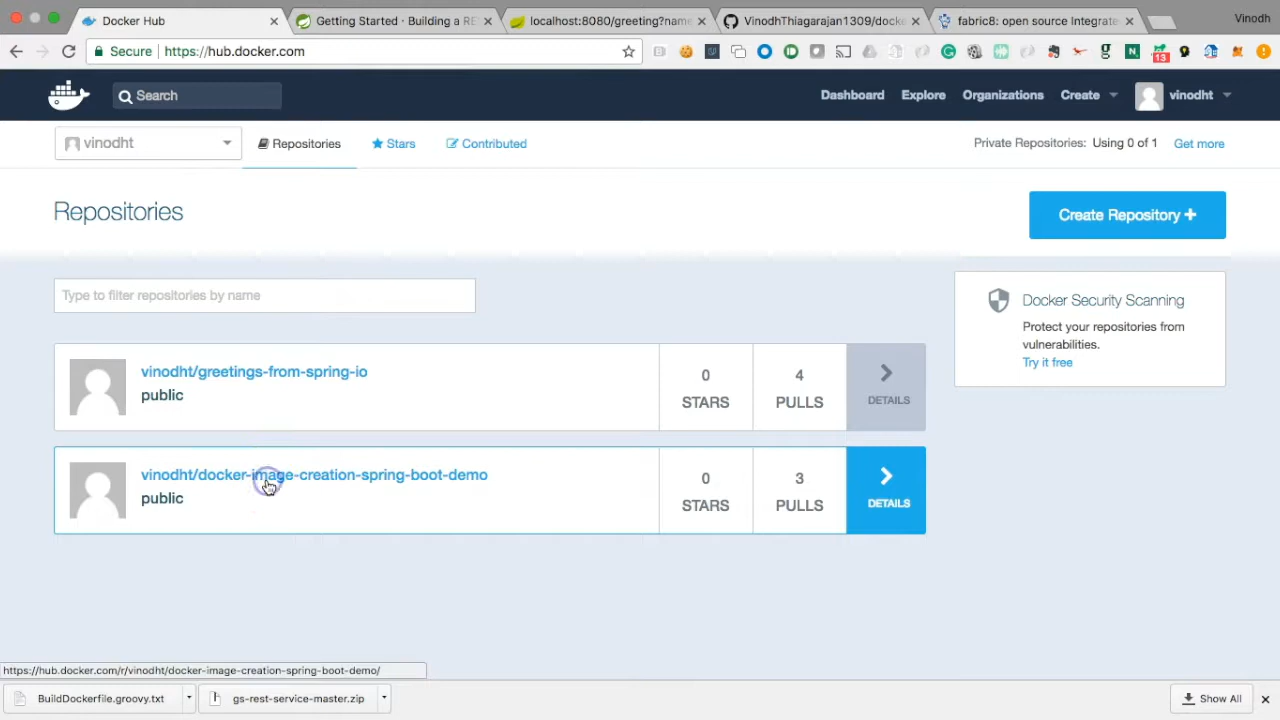 Docker Hub
Getting Started · Building a RE
localhost:8080/greeting?name
VinodhThiagarajan1309/docke
fabric8: open source Integrate
Vinodh
Secure
https://hub.docker.com
13
Search
Dashboard
Explore
Organizations
Create
vinodht
vinodht
Repositories
Stars
Contributed
Private Repositories: Using 0 of 1
Get more
Repositories
Create Repository +
Type to filter repositories by name
Docker Security Scanning
Protect your repositories from
vulnerabilities.
Try it free
vinodht/greetings-from-spring-io
public
0
STARS
4
PULLS
DETAILS
vinodht/docker-image-creation-spring-boot-demo
public
0
STARS
3
PULLS
DETAILS
https://hub.docker.com/r/vinodht/docker-image-creation-spring-boot-demo/
BuildDockerfile.groovy.txt
gs-rest-service-master.zip
Show All